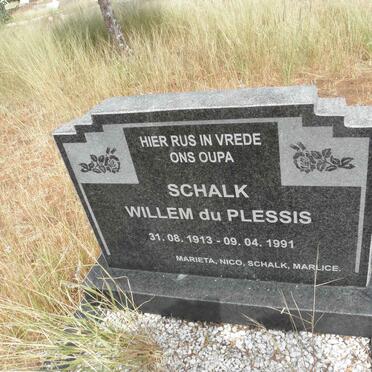 HIER RUS IN VREDE
ONS OUPA
SCHALK
WILLEM du PLESSIS
31. 08. 1913 - 09. 04. 1991
MARIETA, NICO, SCHALK, MARLICE.